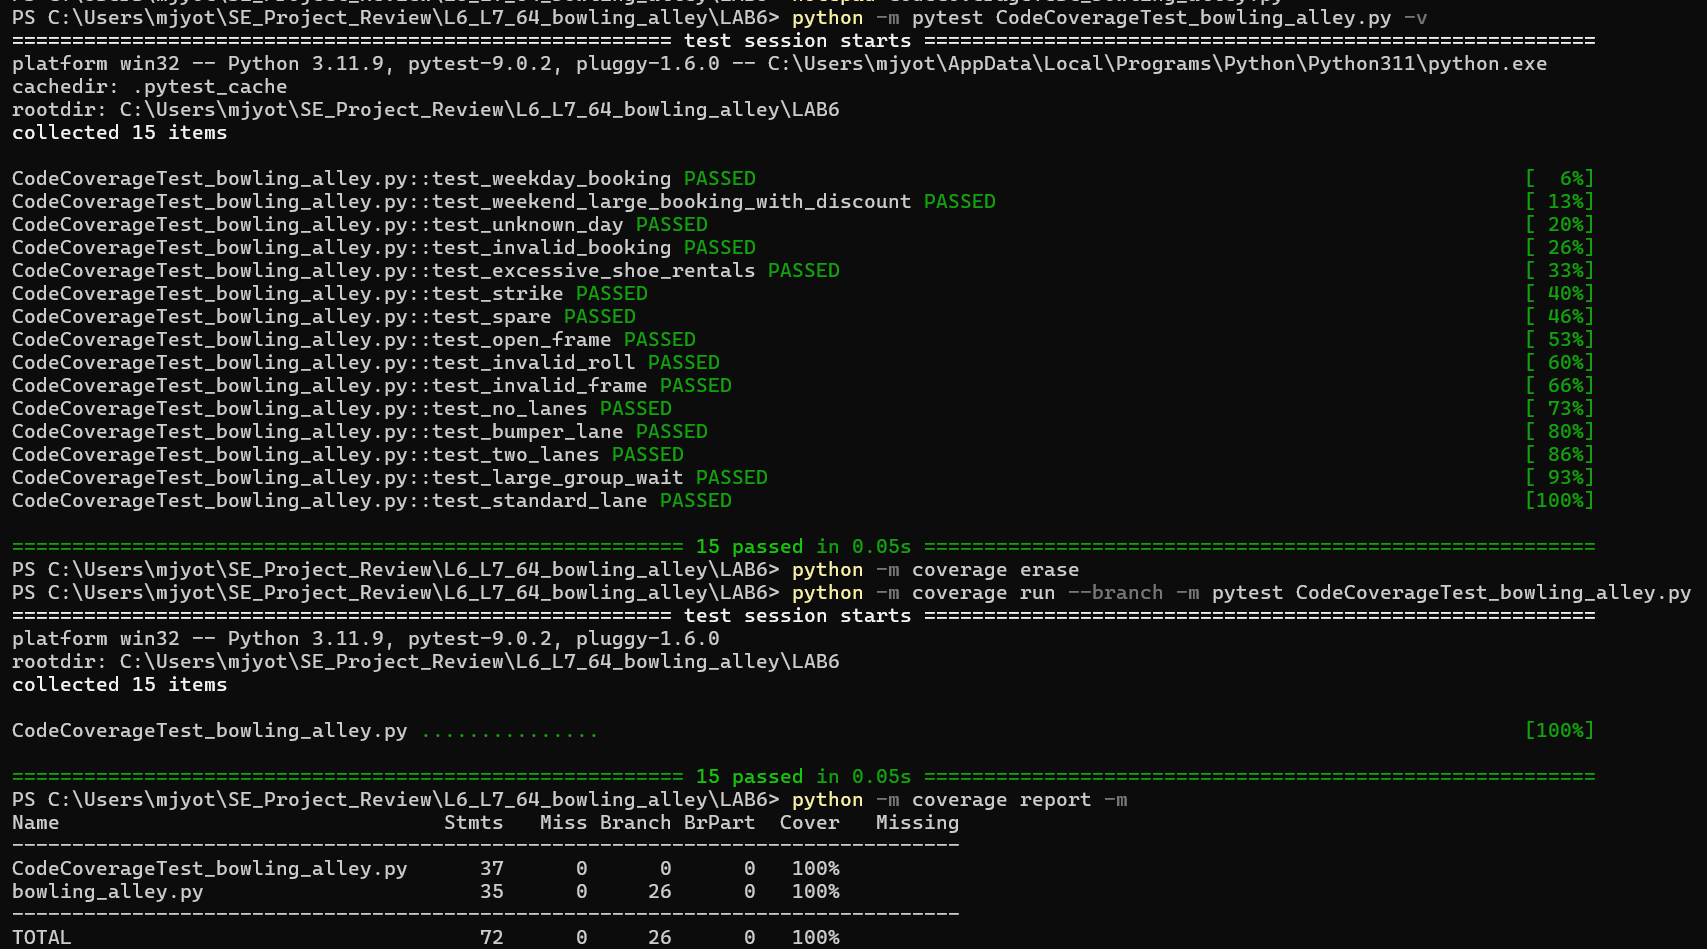 PS C:\Users\mjyot\SE_Project_Review\L6_L7_64_bowling_alley\LAB6> python -m pytest CodeCoverageTest_bowling_alley.py -v
======================================================= test session starts ========================================================
platform win32 -- Python 3.11.9, pytest-9.0.2, pluggy-1.6.0 -- C:\Users\mjyot\AppData\Local\Programs\Python\Python311\python.exe
cachedir: .pytest_cache
rootdir: C:\Users\mjyot\SE_Project_Review\L6_L7_64_bowling_alley\LAB6
collected 15 items
CodeCoverageTest_bowling_alley.py::test_weekday_booking PASSED [  6%]
CodeCoverageTest_bowling_alley.py::test_weekend_large_booking_with_discount PASSED [ 13%]
CodeCoverageTest_bowling_alley.py::test_unknown_day PASSED [ 20%]
CodeCoverageTest_bowling_alley.py::test_invalid_booking PASSED [ 26%]
CodeCoverageTest_bowling_alley.py::test_excessive_shoe_rentals PASSED [ 33%]
CodeCoverageTest_bowling_alley.py::test_strike PASSED [ 40%]
CodeCoverageTest_bowling_alley.py::test_spare PASSED [ 46%]
CodeCoverageTest_bowling_alley.py::test_open_frame PASSED [ 53%]
CodeCoverageTest_bowling_alley.py::test_invalid_roll PASSED [ 60%]
CodeCoverageTest_bowling_alley.py::test_invalid_frame PASSED [ 66%]
CodeCoverageTest_bowling_alley.py::test_no_lanes PASSED [ 73%]
CodeCoverageTest_bowling_alley.py::test_bumper_lane PASSED [ 80%]
CodeCoverageTest_bowling_alley.py::test_two_lanes PASSED [ 86%]
CodeCoverageTest_bowling_alley.py::test_large_group_wait PASSED [ 93%]
CodeCoverageTest_bowling_alley.py::test_standard_lane PASSED [100%]
======================================================== 15 passed in 0.05s ========================================================
PS C:\Users\mjyot\SE_Project_Review\L6_L7_64_bowling_alley\LAB6> python -m coverage erase
PS C:\Users\mjyot\SE_Project_Review\L6_L7_64_bowling_alley\LAB6> python -m coverage run --branch -m pytest CodeCoverageTest_bowling_alley.py
======================================================= test session starts ========================================================
platform win32 -- Python 3.11.9, pytest-9.0.2, pluggy-1.6.0
rootdir: C:\Users\mjyot\SE_Project_Review\L6_L7_64_bowling_alley\LAB6
collected 15 items
CodeCoverageTest_bowling_alley.py ............... [100%]
======================================================== 15 passed in 0.05s ========================================================
PS C:\Users\mjyot\SE_Project_Review\L6_L7_64_bowling_alley\LAB6> python -m coverage report -m
Name                                Stmts   Miss Branch BrPart  Cover   Missing
-------------------------------------------------------------------------------
CodeCoverageTest_bowling_alley.py      37      0      0      0   100%
bowling_alley.py                       35      0     26      0   100%
-------------------------------------------------------------------------------
TOTAL                                  72      0     26      0   100%